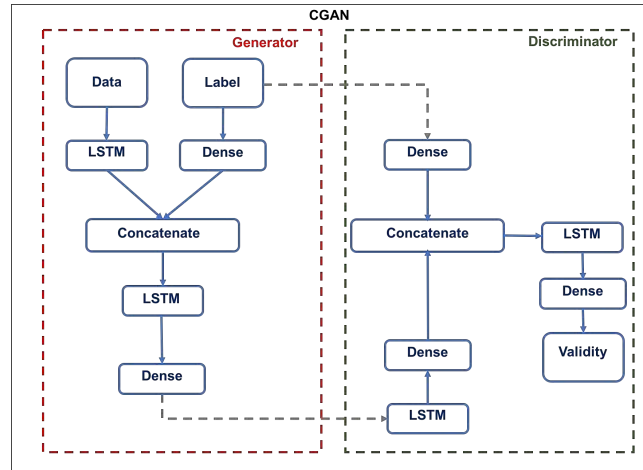 CGAN
Generator
Discriminator
Data
Label
LSTM
Dense
Concatenate
LSTM
Dense
Dense
Concatenate
Dense
LSTM
LSTM
Dense
Validity